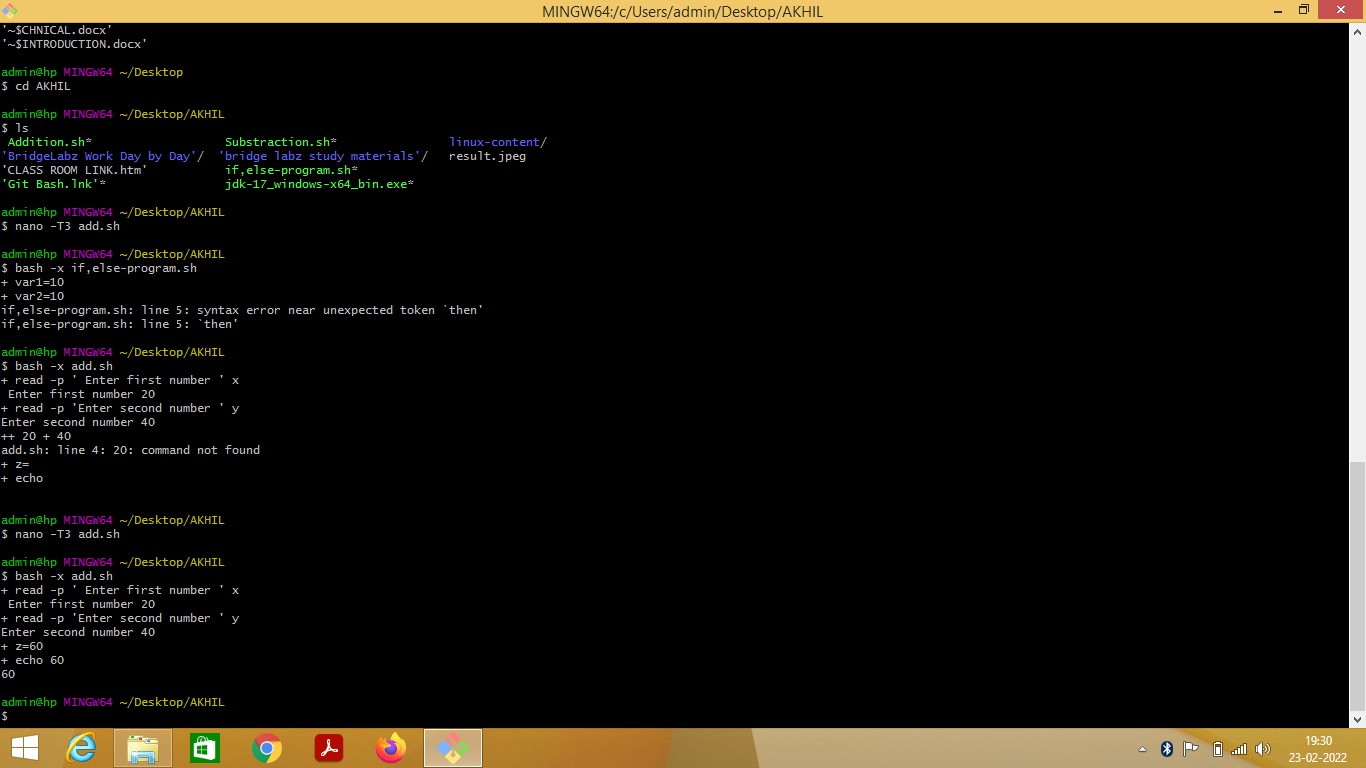 MINGW64:/c/Users/admin/Desktop/AKHIL
'~$CHNICAL.docx'
'~$INTRODUCTION.docx'
admin@hp MINGW64 ~/Desktop
$ cd AKHIL
admin@hp MINGW64 ~/Desktop/AKHIL
$ ls
Addition.sh* Substraction.sh* linux-content/
'BridgeLabz Work Day by Day'/ 'bridge labz study materials'/ result.jpeg
'CLASS ROOM LINK.htm' if,else-program.sh*
'Git Bash.lnk'* jdk-17_windows-x64_bin.exe*
admin@hp MINGW64 ~/Desktop/AKHIL
$ nano -T3 add.sh
admin@hp MINGW64 ~/Desktop/AKHIL
$ bash -x if,else-program.sh
+ var1=10
+ var2=10
if,else-program.sh: line 5: syntax error near unexpected token `then'
if,else-program.sh: line 5: `then'
admin@hp MINGW64 ~/Desktop/AKHIL
$ bash -x add.sh
+ read -p ' Enter first number ' x
Enter first number 20
+ read -p 'Enter second number ' y
Enter second number 40
++ 20 + 40
add.sh: line 4: 20: command not found
+ z=
+ echo
admin@hp MINGW64 ~/Desktop/AKHIL
$ nano -T3 add.sh
admin@hp MINGW64 ~/Desktop/AKHIL
$ bash -x add.sh
+ read -p ' Enter first number ' x
Enter first number 20
+ read -p 'Enter second number ' y
Enter second number 40
+ z=60
+ echo 60
60
admin@hp MINGW64 ~/Desktop/AKHIL
$
19:30
23-02-2022